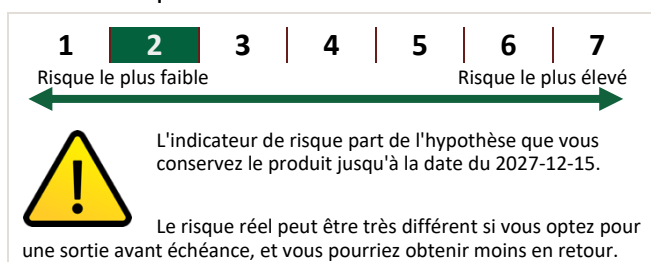 1 2 3 4 5 6 7
Risque le plus faible Risque le plus élevé
L'indicateur de risque part de l'hypothèse que vous
conservez le produit jusqu'à la date du 2027-12-15.
Le risque réel peut être très différent si vous optez pour
une sortie avant échéance, et vous pourriez obtenir moins en retour.